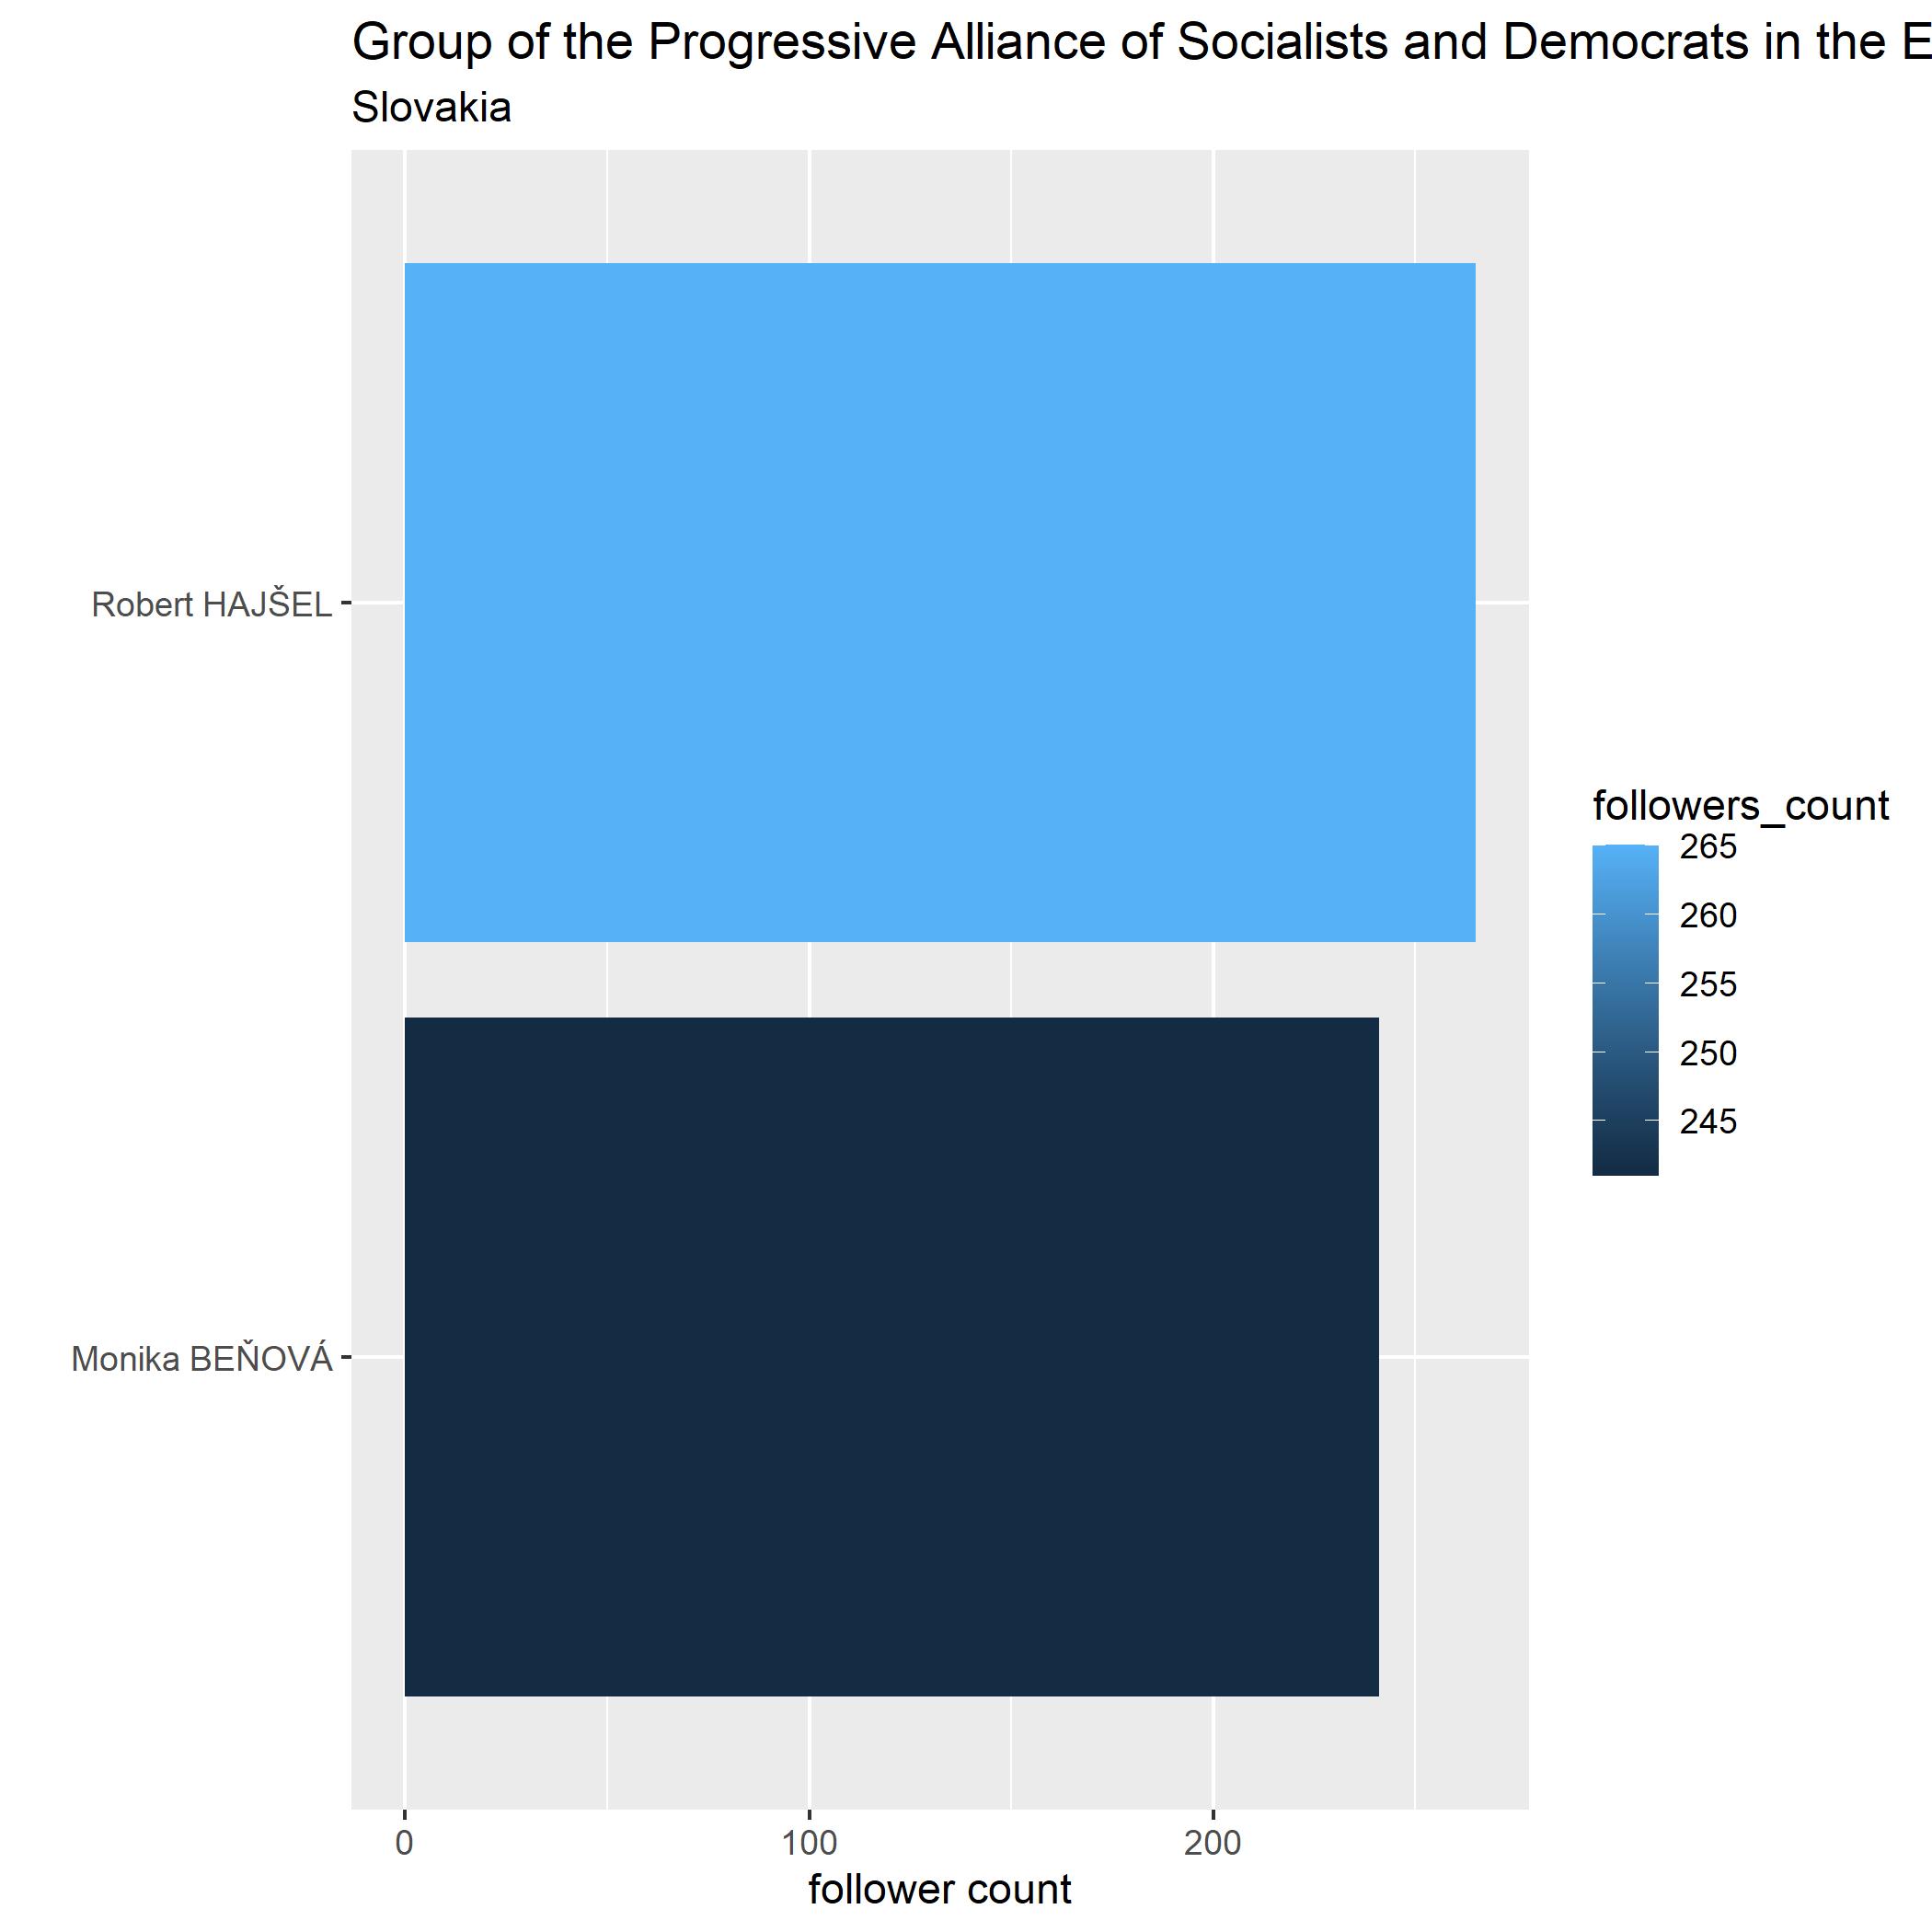 Group of the Progressive Alliance of Socialists and Democrats in the E
Slovakia
Robert HAJŠEL
Monika BEŇOVÁ
followers_count
265
260
255
250
245
0 100 200
follower count